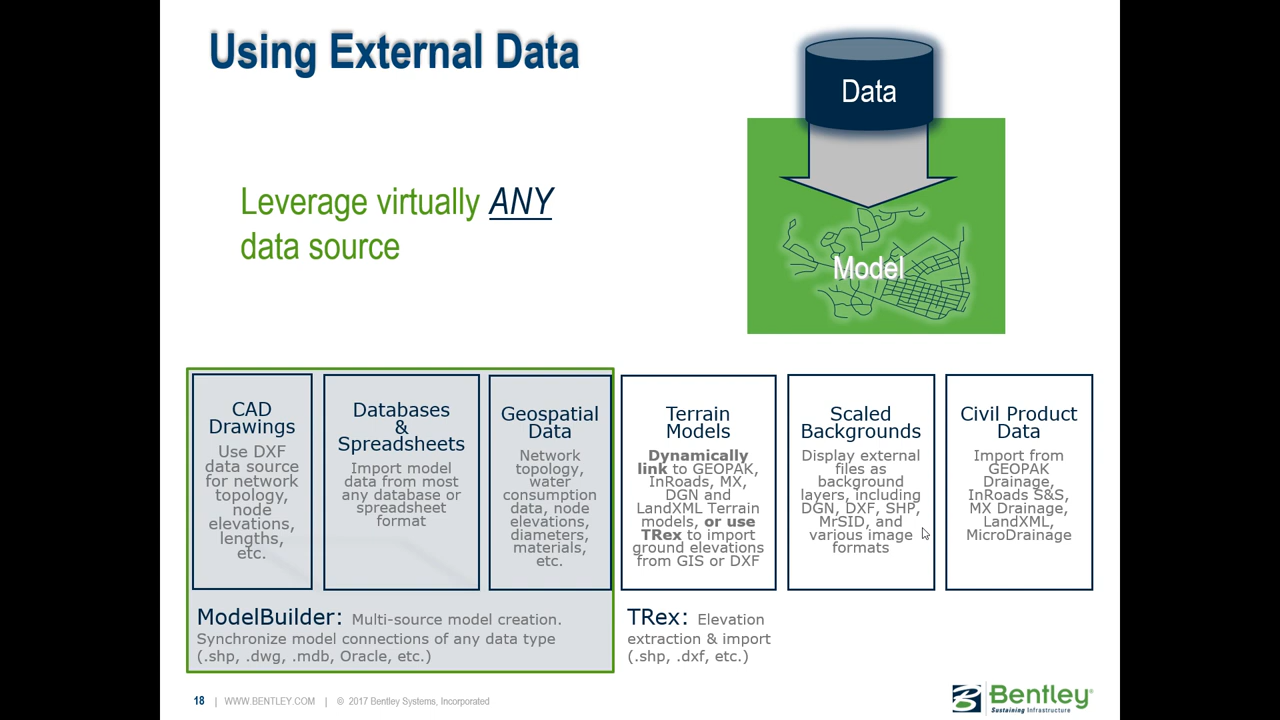 Using External Data
Data
Leverage virtually ANY
data source
Model
CAD
Drawings
Use DXF
data source
for network
topology,
node
elevations,
lengths,
etc.
Databases
&
Spreadsheets
Import model
data from most
any database or
spreadsheet
format
Geospatial
Data
Network
topology,
water
consumption
data, node
elevations,
diameters,
materials,
etc.
Terrain
Models
Dynamically
link to GEOPAK,
InRoads, MX,
DGN and
LandXML Terrain
models, or use
TRex to import
ground elevations
from GIS or DXF
Scaled
Backgrounds
Display external
files as
background
layers, including
DGN, DXF, SHP,
MrSID, and
various image
formats
Civil Product
Data
Import from
GEOPAK
Drainage,
InRoads S&S,
MX Drainage,
LandXML,
MicroDrainage
ModelBuilder: Multi-source model creation.
Synchronize model connections of any data type
(.shp, .dwg, .mdb, Oracle, etc.)
TRex: Elevation
extraction & import
(.shp, .dxf, etc.)
18 | WWW.BENTLEY.COM | © 2017 Bentley Systems, Incorporated
Bentley®
Sustaining Infrastructure